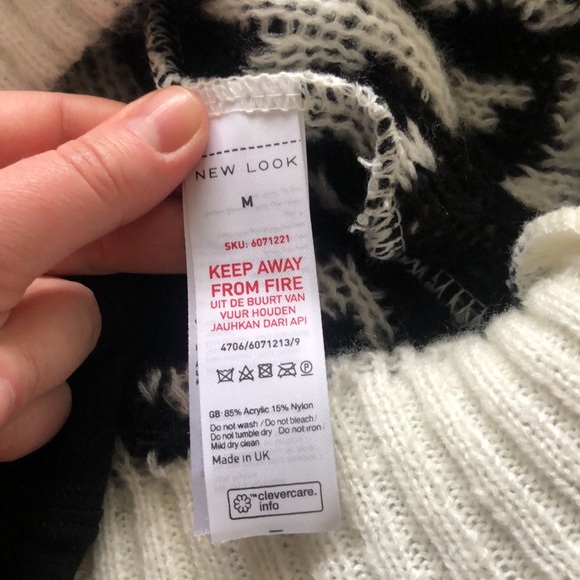 NEW LOOK
M
SKU: 6071221
KEEP AWAY
FROM FIRE
UIT DE BUURT VAN
VUUR HOUDEN
JAUHKAN DARI API
4706/6071213/9
P
GB: 85% Acrylic 15% Nylon
Do not wash / Do not bleach /
Do not tumble dry Do not iron /
Mild dry clean
Made in UK
™clevercare.
info